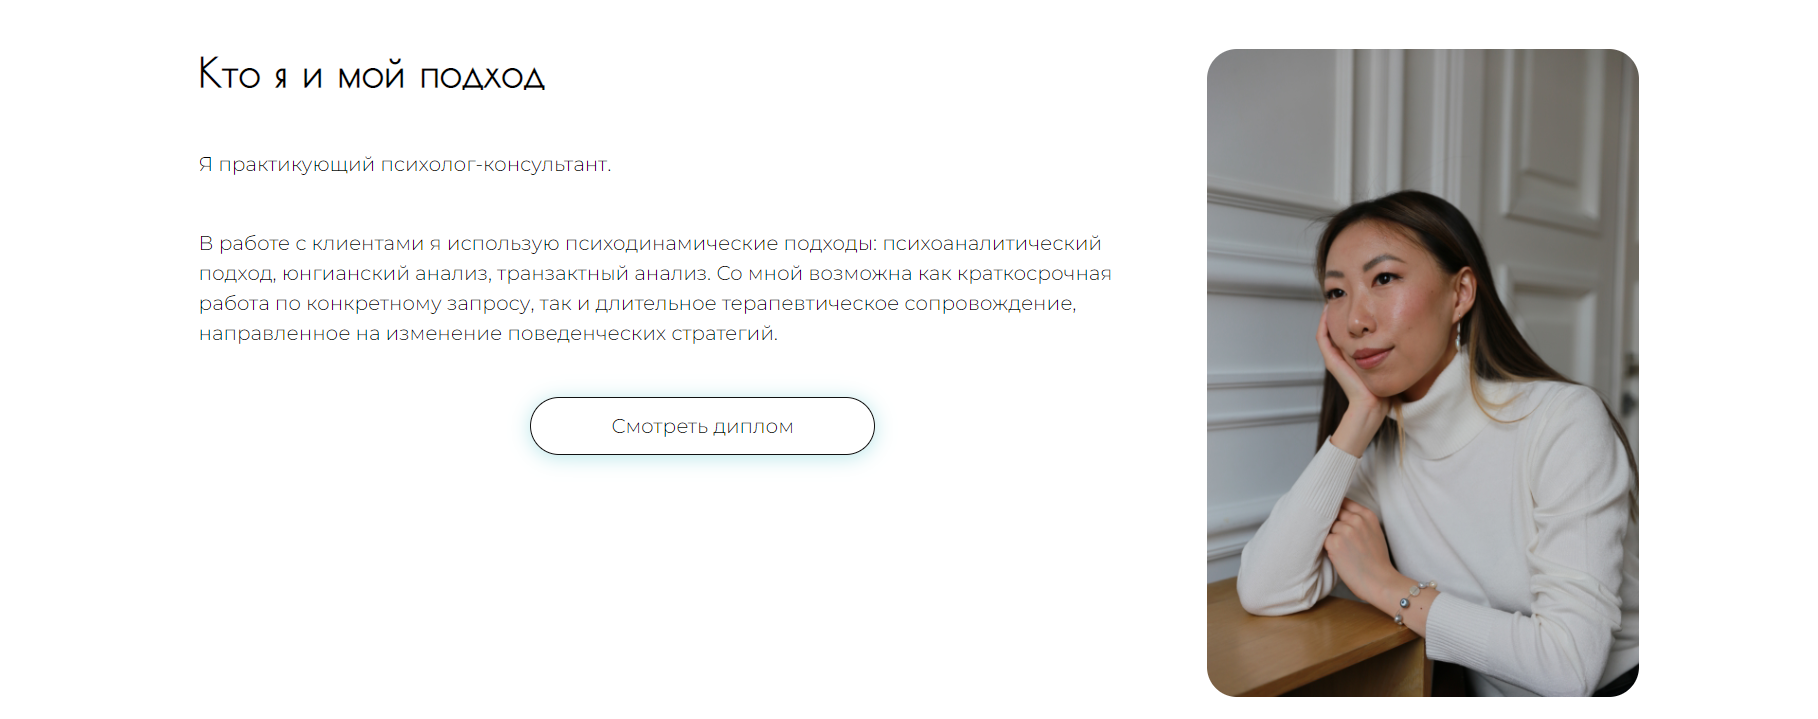 Кто я и мой подход
Я практикующий психолог-консультант.
В работе с клиентами я использую психодинамические подходы: психоаналитический
подход, юнгианский анализ, транзактный анализ. Со мной возможна как краткосрочная
работа по конкретному запросу, так и длительное терапевтическое сопровождение,
направленное на изменение поведенческих стратегий.
Смотреть диплом